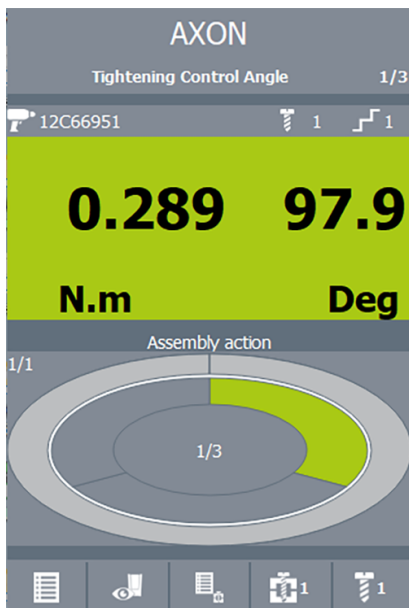 AXON
Tightening Control Angle 1/3
12C66951 1 1
0.289 97.9
N.m Deg
Assembly action
1/1
1/3
1 1